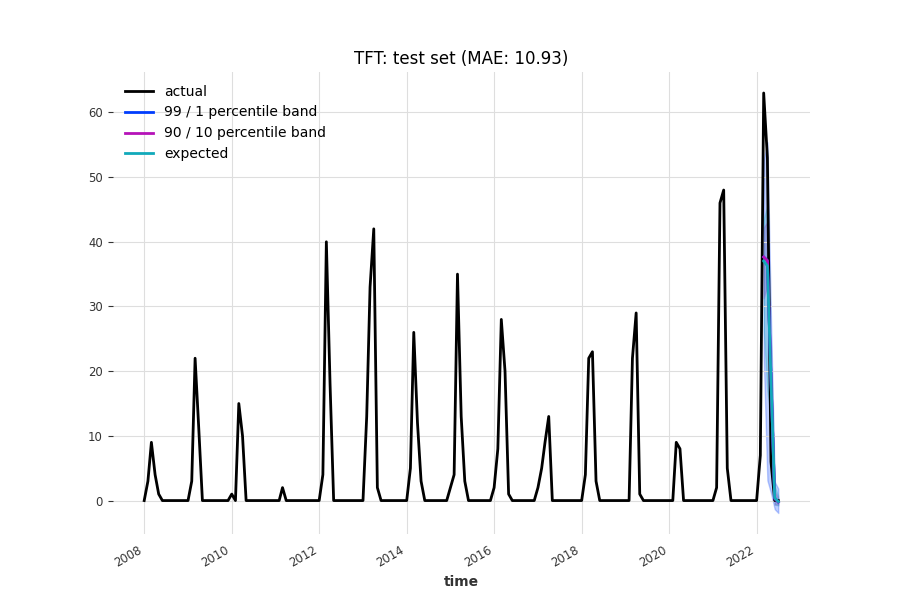 TFT: test set (MAE: 10.93)
actual
99 / 1 percentile band
90 / 10 percentile band
expected
60
50
40
30
20
10
0
2008 2010 2012 2014 2016 2018 2020 2022
time